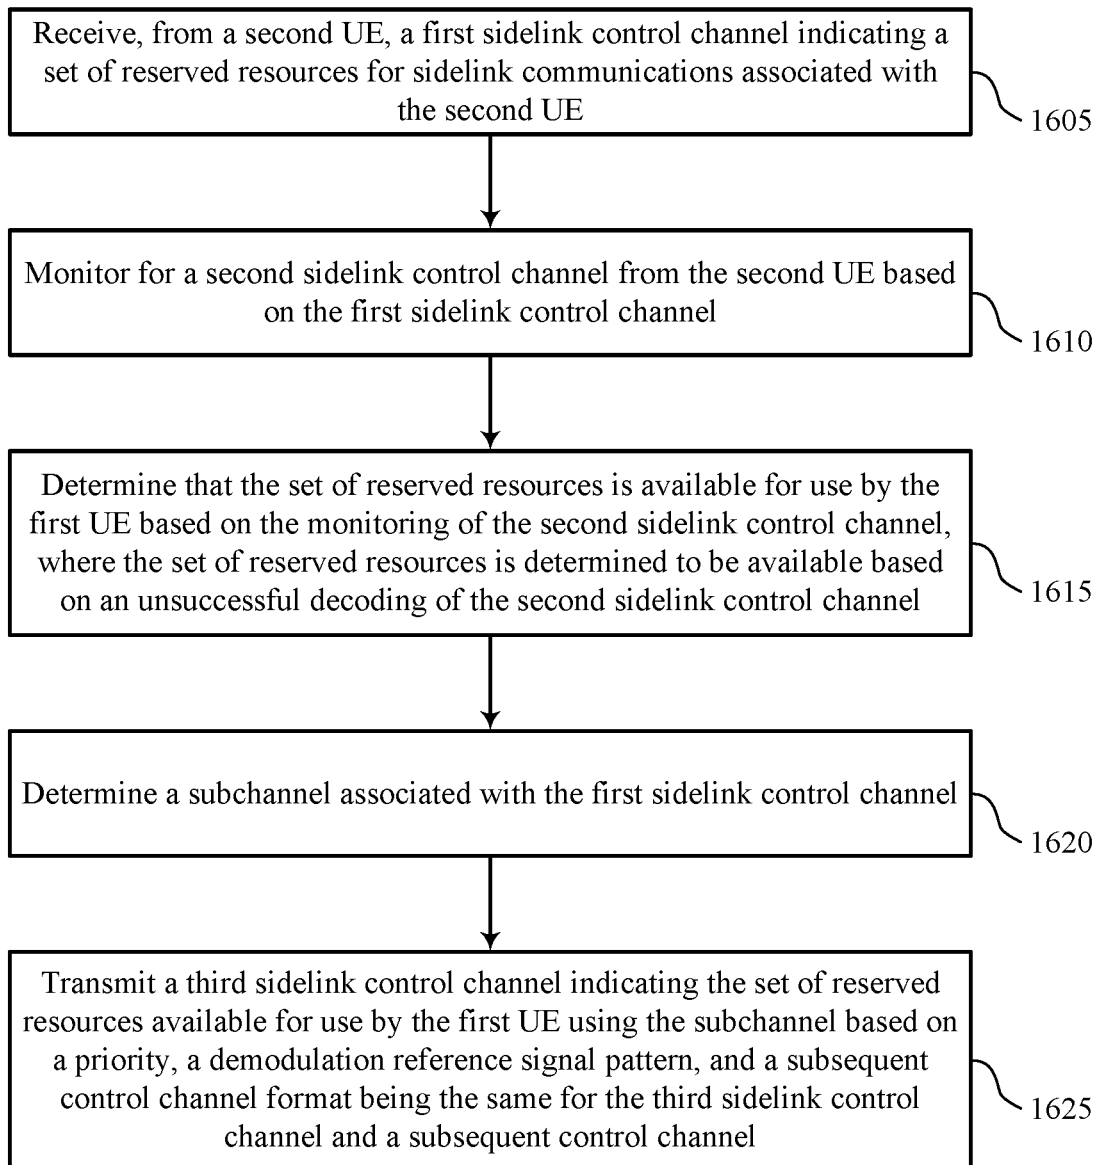 Receive, from a second UE, a first sidelink control channel indicating a
set of reserved resources for sidelink communications associated with
the second UE
1605
Monitor for a second sidelink control channel from the second UE based
on the first sidelink control channel
1610
Determine that the set of reserved resources is available for use by the
first UE based on the monitoring of the second sidelink control channel,
where the set of reserved resources is determined to be available based
on an unsuccessful decoding of the second sidelink control channel
1615
Determine a subchannel associated with the first sidelink control channel
1620
Transmit a third sidelink control channel indicating the set of reserved
resources available for use by the first UE using the subchannel based on
a priority, a demodulation reference signal pattern, and a subsequent
control channel format being the same for the third sidelink control
channel and a subsequent control channel
1625